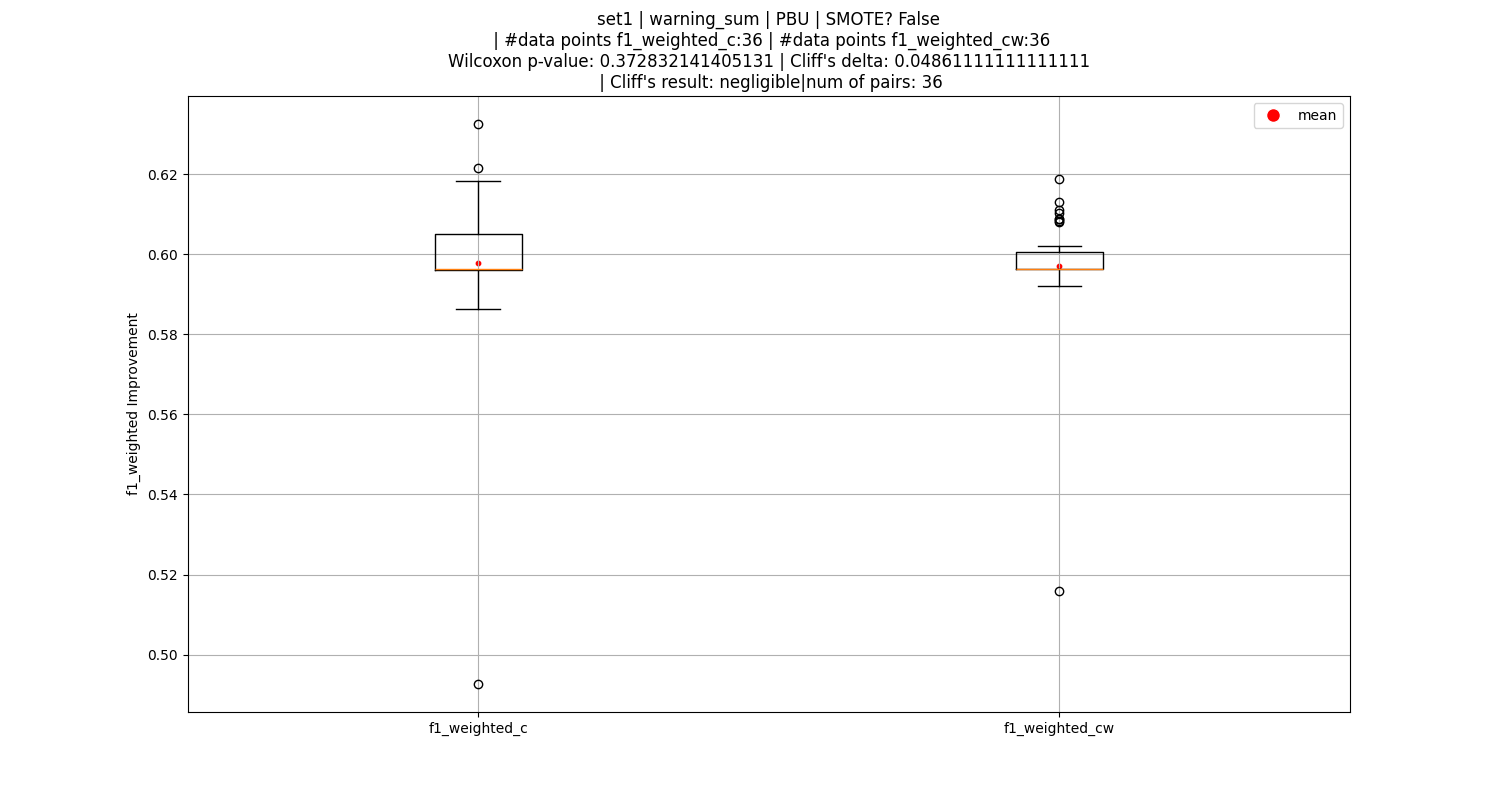 set1 | warning_sum | PBU | SMOTE? False
| #data points f1_weighted_c:36 | #data points f1_weighted_cw:36
Wilcoxon p-value: 0.372832141405131 | Cliff's delta: 0.04861111111111111
| Cliff's result: negligible|num of pairs: 36
mean
0.62
0.60
0.58
0.56
0.54
0.52
0.50
f1_weighted Improvement
f1_weighted_c
f1_weighted_cw